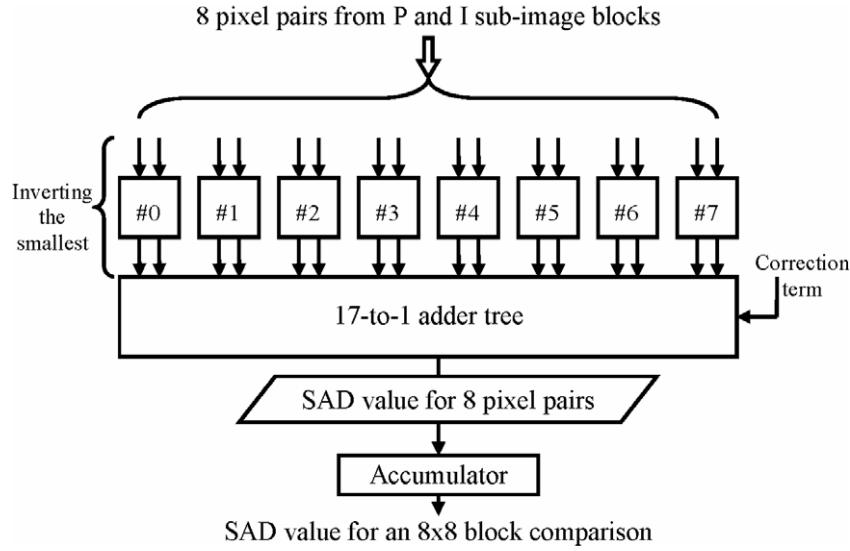 8 pixel pairs from P and I sub-image blocks
Inverting
the
smallest
#0 #1 #2 #3 #4 #5 #6 #7
Correction
term
17-to-1 adder tree
SAD value for 8 pixel pairs
Accumulator
SAD value for an 8x8 block comparison